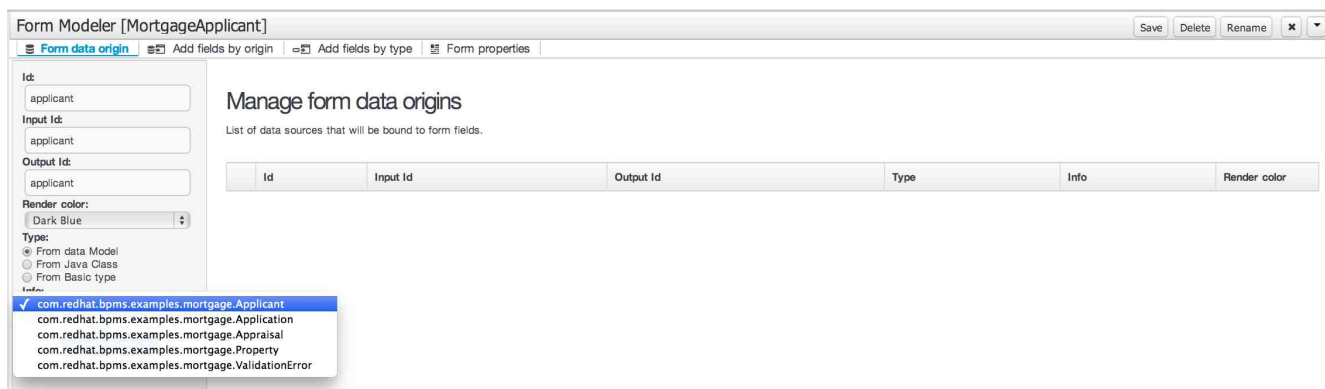 Form Modeler [MortgageApplicant]
Save Delete Rename
Form data origin Add fields by origin Add fields by type Form properties
Id:
applicant
Input Id:
applicant
Output Id:
applicant
Render color:
Dark Blue
Type:
From data Model
From Java Class
From Basic type
Info:
✓ com.redhat.bpms.examples.mortgage.Applicant
com.redhat.bpms.examples.mortgage.Application
com.redhat.bpms.examples.mortgage.Appraisal
com.redhat.bpms.examples.mortgage.Property
com.redhat.bpms.examples.mortgage.ValidationError
Manage form data origins
List of data sources that will be bound to form fields.
Id Input Id Output Id Type Info Render color